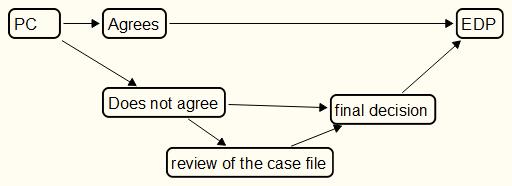 PC
Agrees
EDP
Does not agree
final decision
review of the case file